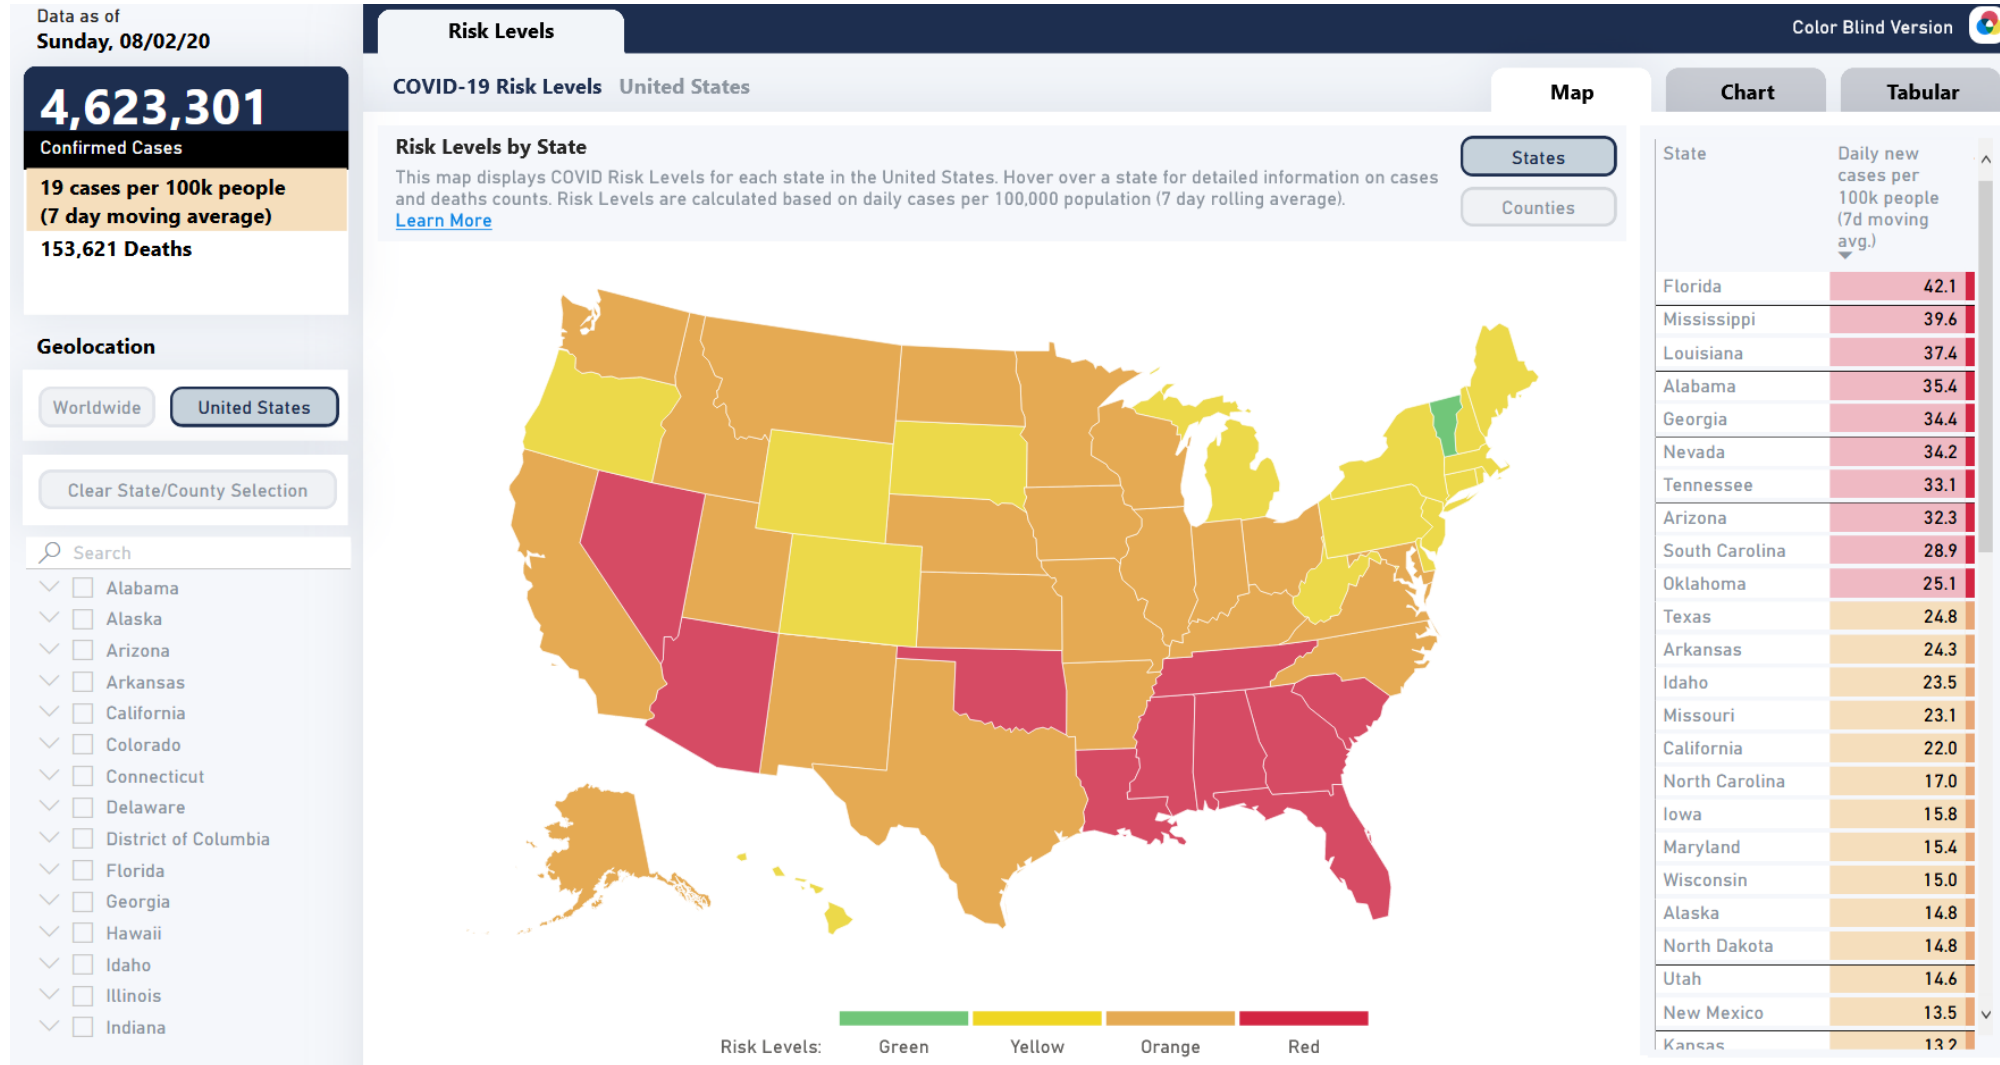 Data as of
Sunday, 08/02/20
4,623,301
Confirmed Cases
19 cases per 100k people
(7 day moving average)
153,621 Deaths
Geolocation
Worldwide
United States
Clear State/County Selection
Search
Alabama
Alaska
Arizona
Arkansas
California
Colorado
Connecticut
Delaware
District of Columbia
Florida
Georgia
Hawaii
Idaho
Illinois
Indiana
Risk Levels
Color Blind Version
COVID-19 Risk Levels United States
Map
Chart
Tabular
Risk Levels by State
This map displays COVID Risk Levels for each state in the United States. Hover over a state for detailed information on cases
and deaths counts. Risk Levels are calculated based on daily cases per 100,000 population (7 day rolling average).
Learn More
States
Counties
Risk Levels:
Green
Yellow
Orange
Red
State
Daily new
cases per
100k people
(7d moving
avg.)
Florida 42.1
Mississippi 39.6
Louisiana 37.4
Alabama 35.4
Georgia 34.4
Nevada 34.2
Tennessee 33.1
Arizona 32.3
South Carolina 28.9
Oklahoma 25.1
Texas 24.8
Arkansas 24.3
Idaho 23.5
Missouri 23.1
California 22.0
North Carolina 17.0
Iowa 15.8
Maryland 15.4
Wisconsin 15.0
Alaska 14.8
North Dakota 14.8
Utah 14.6
New Mexico 13.5
Kansas 13.2